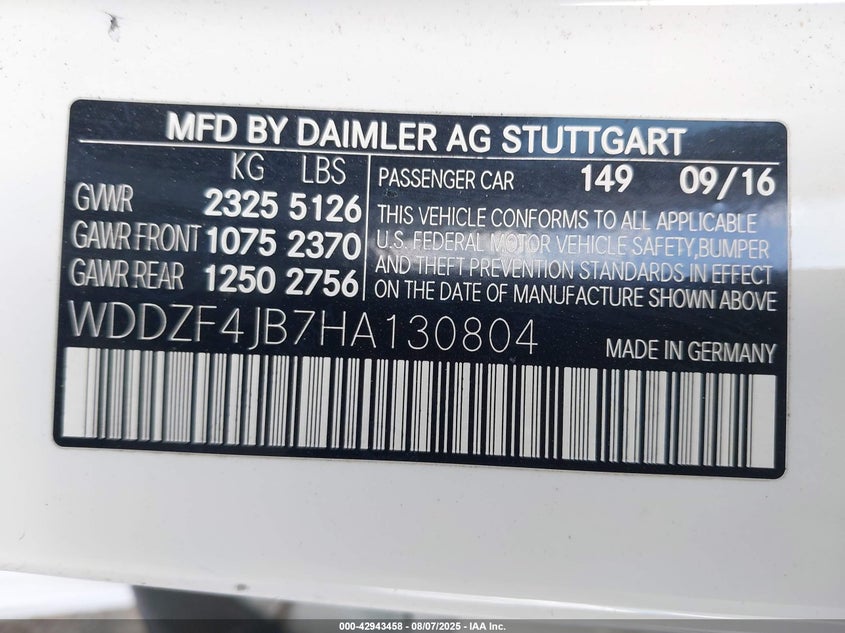 MFD BY DAIMLER AG STUTTGART
KG LBS
GVWR 2325 5126
GAWR FRONT 1075 2370
GAWR REAR 1250 2756
PASSENGER CAR 149 09/16
THIS VEHICLE CONFORMS TO ALL APPLICABLE
U.S. FEDERAL MOTOR VEHICLE SAFETY,BUMPER
AND THEFT PREVENTION STANDARDS IN EFFECT
ON THE DATE OF MANUFACTURE SHOWN ABOVE
WDDZF4JB7HA130804
MADE IN GERMANY
000-42943458 - 08/07/2025 - IAA Inc.